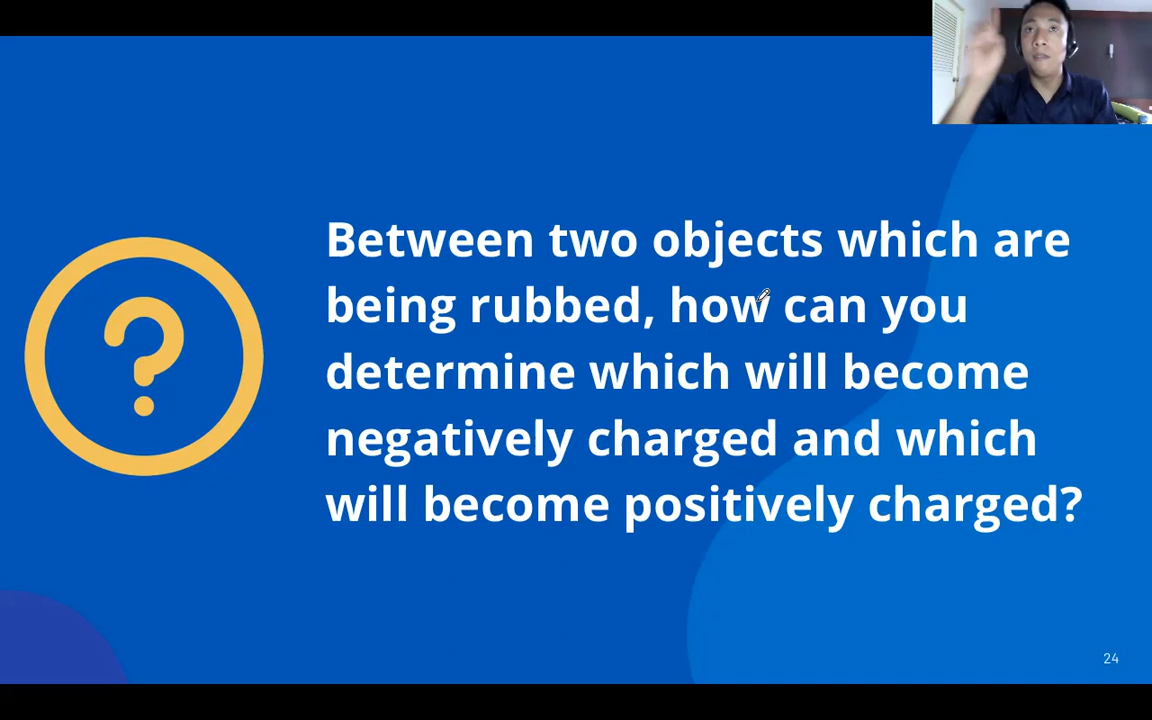 Between two objects which are
being rubbed, how can you
determine which will become
negatively charged and which
will become positively charged?
24